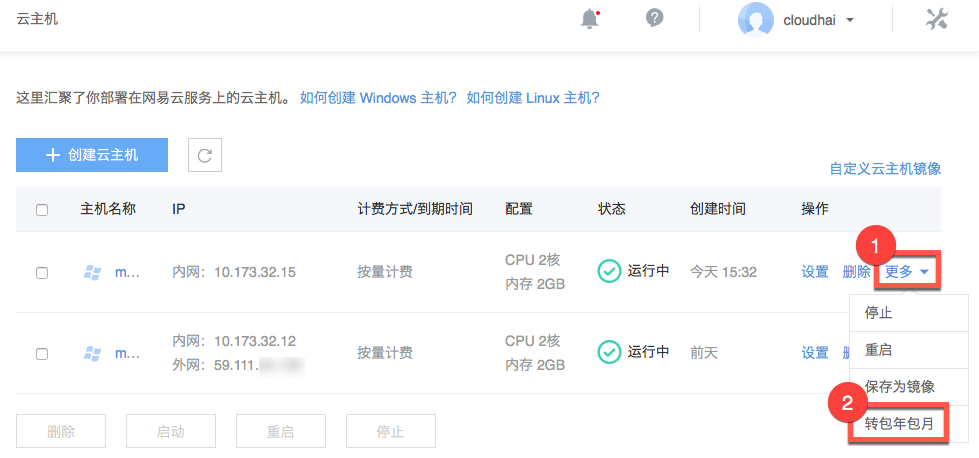 云主机
cloudhai
这里汇聚了你部署在网易云服务上的云主机。 如何创建 Windows 主机? 如何创建 Linux 主机?
创建云主机
自定义云主机镜像
主机名称 IP 计费方式/到期时间 配置 状态 创建时间 操作
1
m... 内网：10.173.32.15 按量计费 CPU 2核 运行中 今天 15:32 设置 删除 更多
内存 2GB
停止
m... 内网：10.173.32.12 按量计费 CPU 2核 运行中 前天 设置
外网：59.111. 内存 2GB
重启
保存为镜像
2
转包年包月
删除 启动 重启 停止